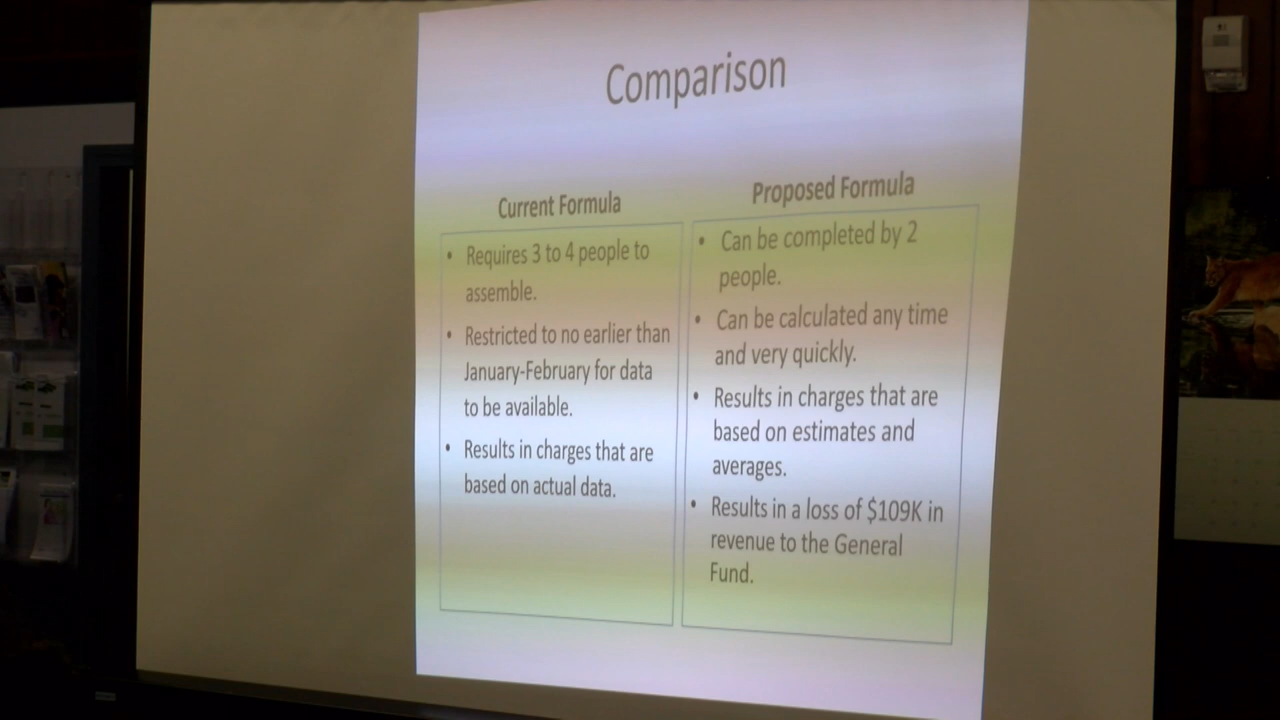 Comparison
Current Formula
• Requires 3 to 4 people to
assemble.
• Restricted to no earlier than
January-February for data
to be available.
• Results in charges that are
based on actual data.
Proposed Formula
• Can be completed by 2
people.
• Can be calculated any time
and very quickly.
• Results in charges that are
based on estimates and
averages.
• Results in a loss of $109K in
revenue to the General
Fund.